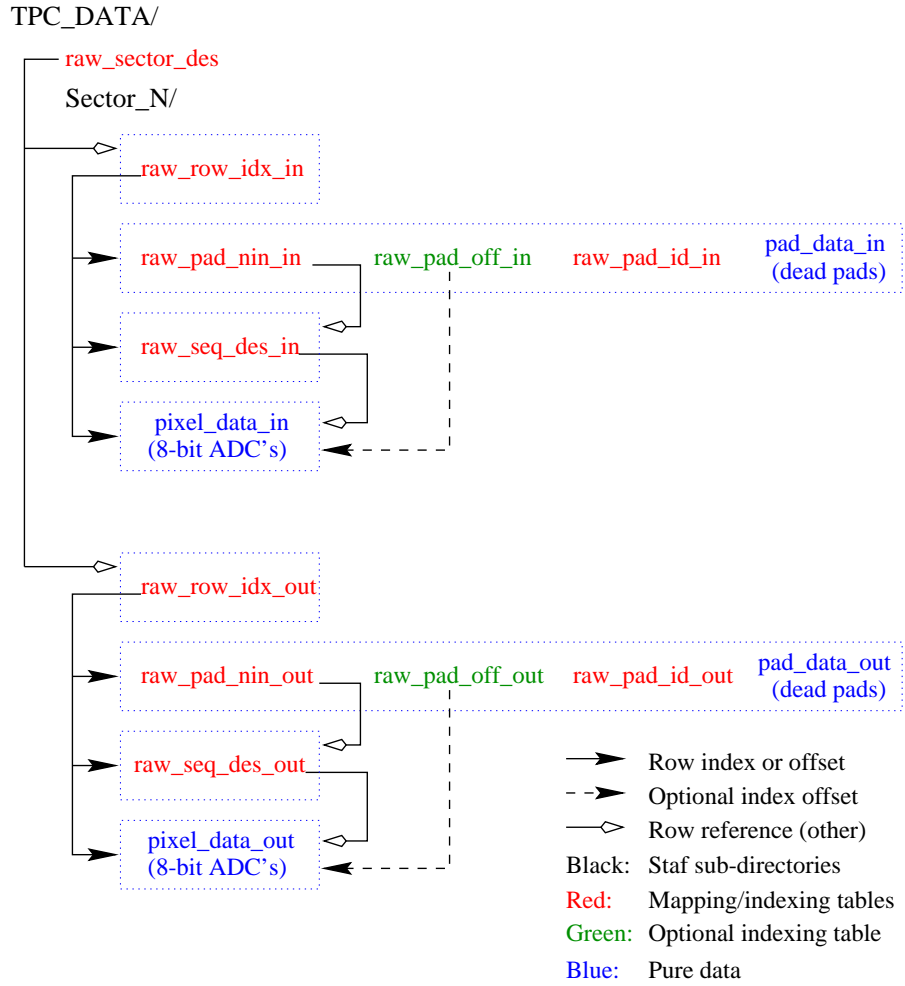 TPC_DATA/
raw_sector_des
Sector_N/
raw_row_idx_in
raw_pad_nin_in raw_pad_off_in raw_pad_id_in pad_data_in
(dead pads)
raw_seq_des_in
pixel_data_in
(8-bit ADC's)
raw_row_idx_out
raw_pad_nin_out raw_pad_off_out raw_pad_id_out pad_data_out
(dead pads)
raw_seq_des_out
pixel_data_out
(8-bit ADC's)
Row index or offset
Optional index offset
Row reference (other)
Black: Staf sub-directories
Red: Mapping/indexing tables
Green: Optional indexing table
Blue: Pure data